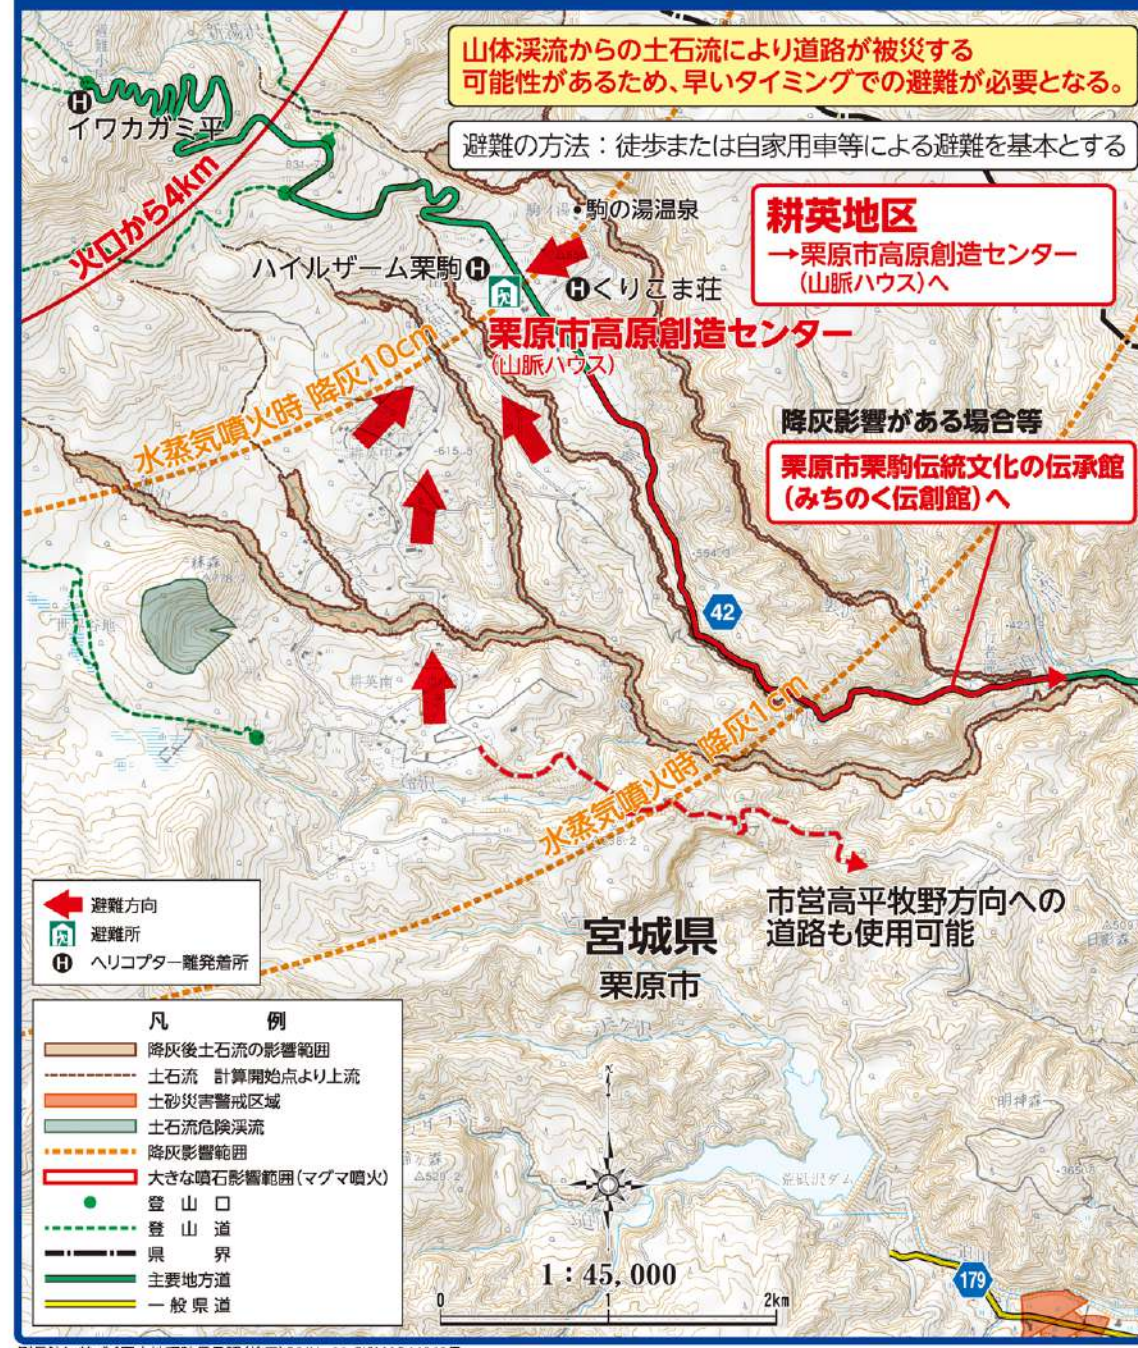 山体渓流からの土石流により道路が被災する
可能性があるため、早いタイミングでの避難が必要となる。
避難の方法：徒歩または自家用車等による避難を基本とする
イワカガミ平
火口から4km
駒の湯温泉
耕英地区
→栗原市高原創造センター
(山脈ハウス)へ
ハイルザーム栗駒
くりこま荘
栗原市高原創造センター
(山脈ハウス)
水蒸気噴火時 降灰10cm
降灰影響がある場合等
栗原市栗駒伝統文化の伝承館
(みちのく伝創館)へ
耕英中
42
耕英南
水蒸気噴火時 降灰1cm
市営高平牧野方向への
道路も使用可能
宮城県
栗原市
避難方向
避難所
H ヘリコプター離発着所
凡例
降灰後土石流の影響範囲
土石流 計算開始点より上流
土砂災害警戒区域
土石流危険渓流
降灰影響範囲
大きな噴石影響範囲(マグマ噴火)
登山口
登山道
県界
主要地方道
一般県道
荒砥沢ダム
1：45,000
0 1 2km
179